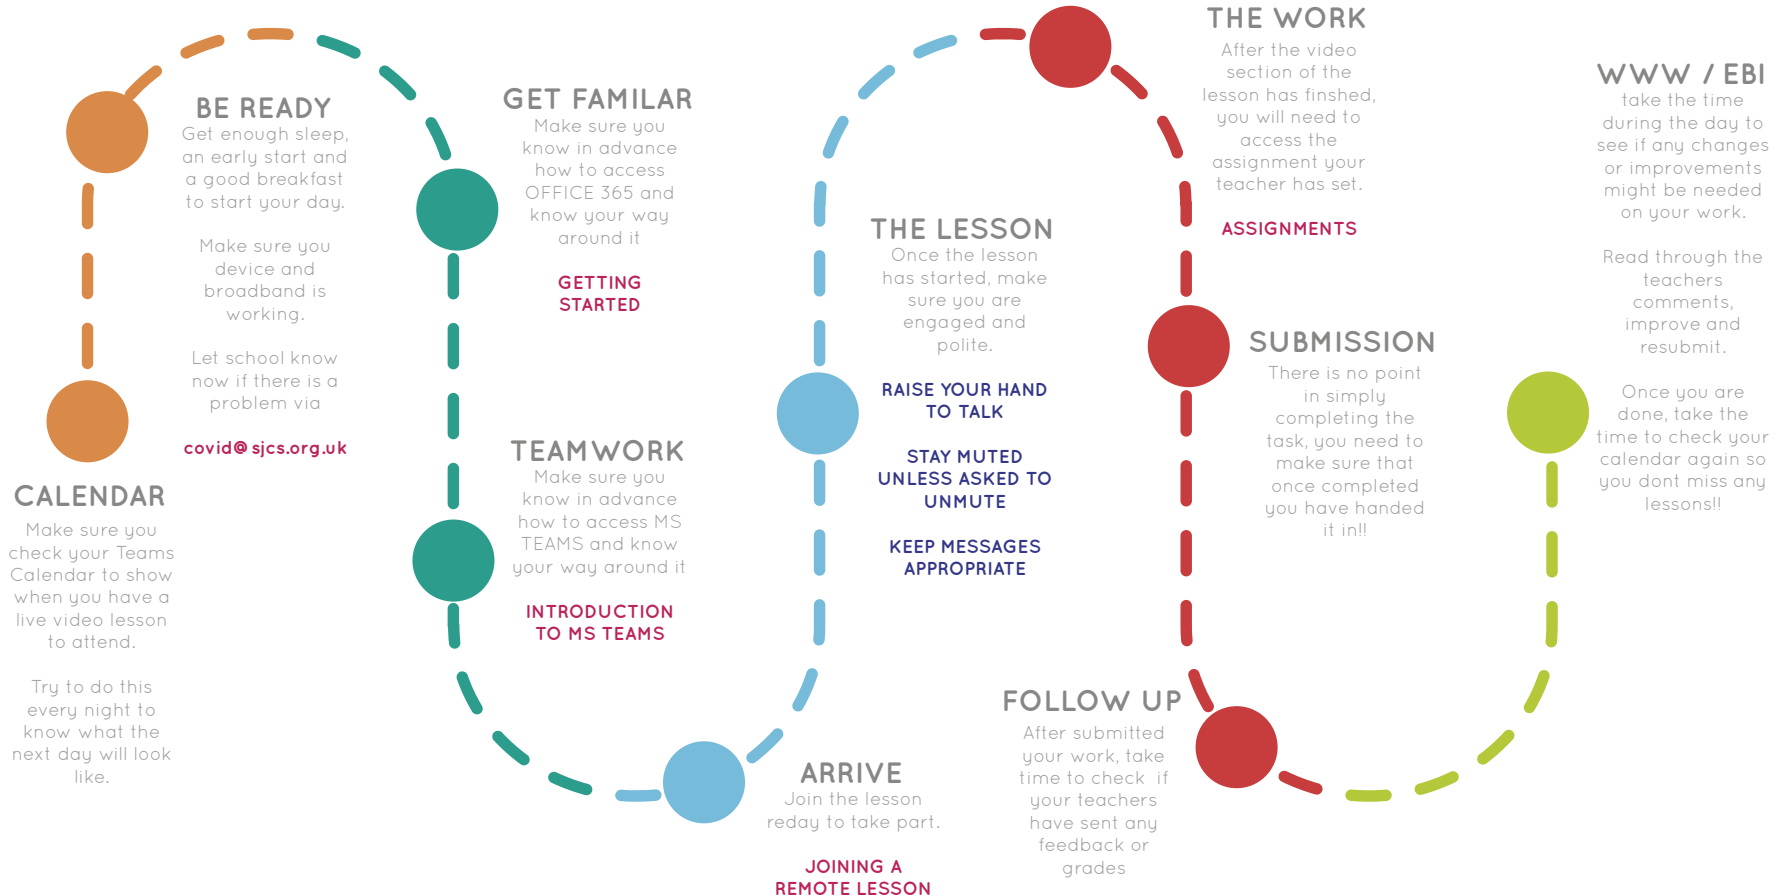 CALENDAR
Make sure you
check your Teams
Calendar to show
when you have a
live video lesson
to attend.
Try to do this
every night to
know what the
next day will look
like.
BE READY
Get enough sleep,
an early start and
a good breakfast
to start your day.
Make sure you
device and
broadband is
working.
Let school know
now if there is a
problem via
covid@sjcs.org.uk
GET FAMILAR
Make sure you
know in advance
how to access
OFFICE 365 and
know your way
around it
GETTING
STARTED
TEAMWORK
Make sure you
know in advance
how to access MS
TEAMS and know
your way around it
INTRODUCTION
TO MS TEAMS
ARRIVE
Join the lesson
reday to take part.
JOINING A
REMOTE LESSON
THE LESSON
Once the lesson
has started, make
sure you are
engaged and
polite.
RAISE YOUR HAND
TO TALK
STAY MUTED
UNLESS ASKED TO
UNMUTE
KEEP MESSAGES
APPROPRIATE
THE WORK
After the video
section of the
lesson has finshed,
you will need to
access the
assignment your
teacher has set.
ASSIGNMENTS
SUBMISSION
There is no point
in simply
completing the
task, you need to
make sure that
once completed
you have handed
it in!!
FOLLOW UP
After submitted
your work, take
time to check if
your teachers
have sent any
feedback or
grades
WWW / EBI
take the time
during the day to
see if any changes
or improvements
might be needed
on your work.
Read through the
teachers
comments,
improve and
resubmit.
Once you are
done, take the
time to check your
calendar again so
you dont miss any
lessons!!